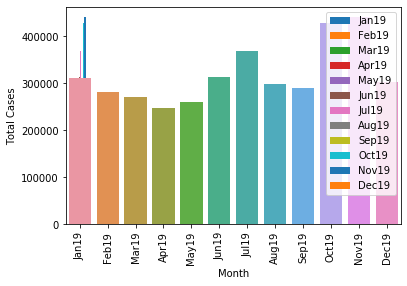 400000
300000
200000
100000
0
Total Cases
Jan19
Feb19
Mar19
Apr19
May19
Jun19
Jul19
Aug19
Sep19
Oct19
Nov19
Dec19
Jan19
Feb19
Mar19
Apr19
May19
Jun19
Jul19
Aug19
Sep19
Oct19
Nov19
Dec19
Month